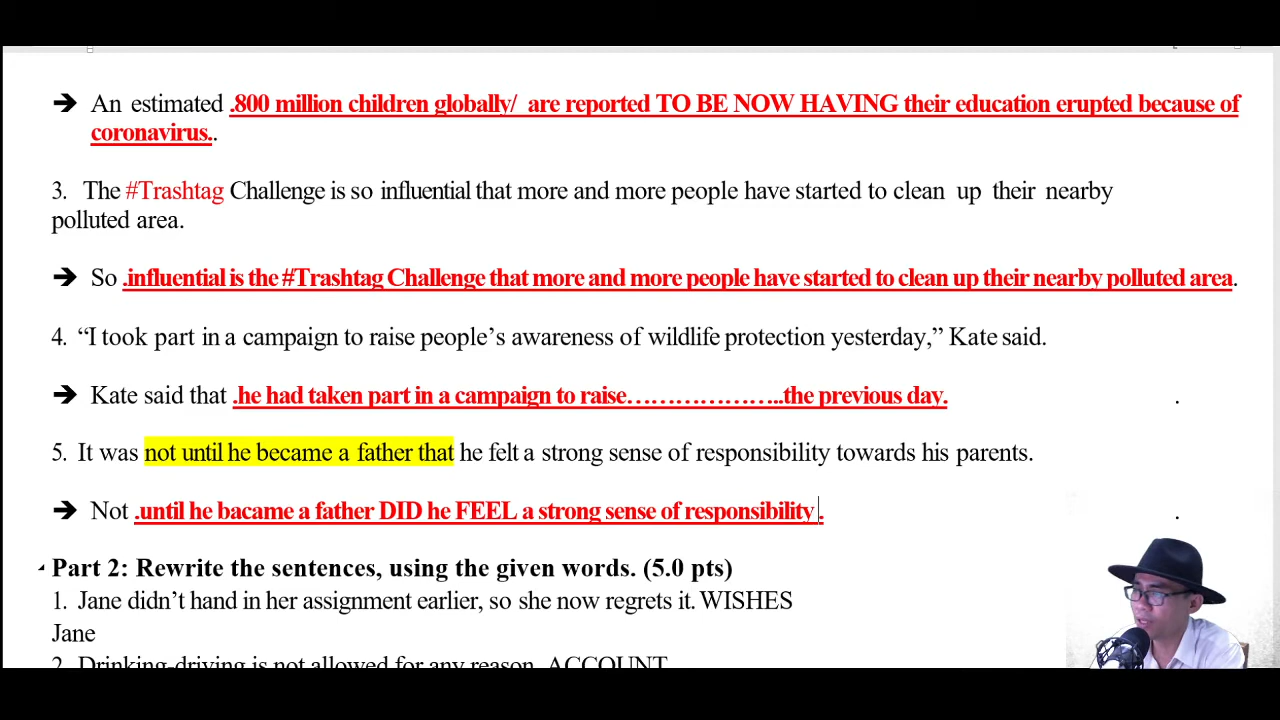 ➔ An estimated .800 million children globally/ are reported TO BE NOW HAVING their education erupted because of
coronavirus..
3. The #Trashtag Challenge is so influential that more and more people have started to clean up their nearby
polluted area.
➔ So .influential is the #Trashtag Challenge that more and more people have started to clean up their nearby polluted area.
4. “I took part in a campaign to raise people’s awareness of wildlife protection yesterday,” Kate said.
➔ Kate said that .he had taken part in a campaign to raise………………..the previous day. .
5. It was not until he became a father that he felt a strong sense of responsibility towards his parents.
➔ Not .until he bacame a father DID he FEEL a strong sense of responsibility . .
Part 2: Rewrite the sentences, using the given words. (5.0 pts)
1. Jane didn’t hand in her assignment earlier, so she now regrets it. WISHES
Jane
2. Drinking-driving is not allowed for any reason. ACCOUNT